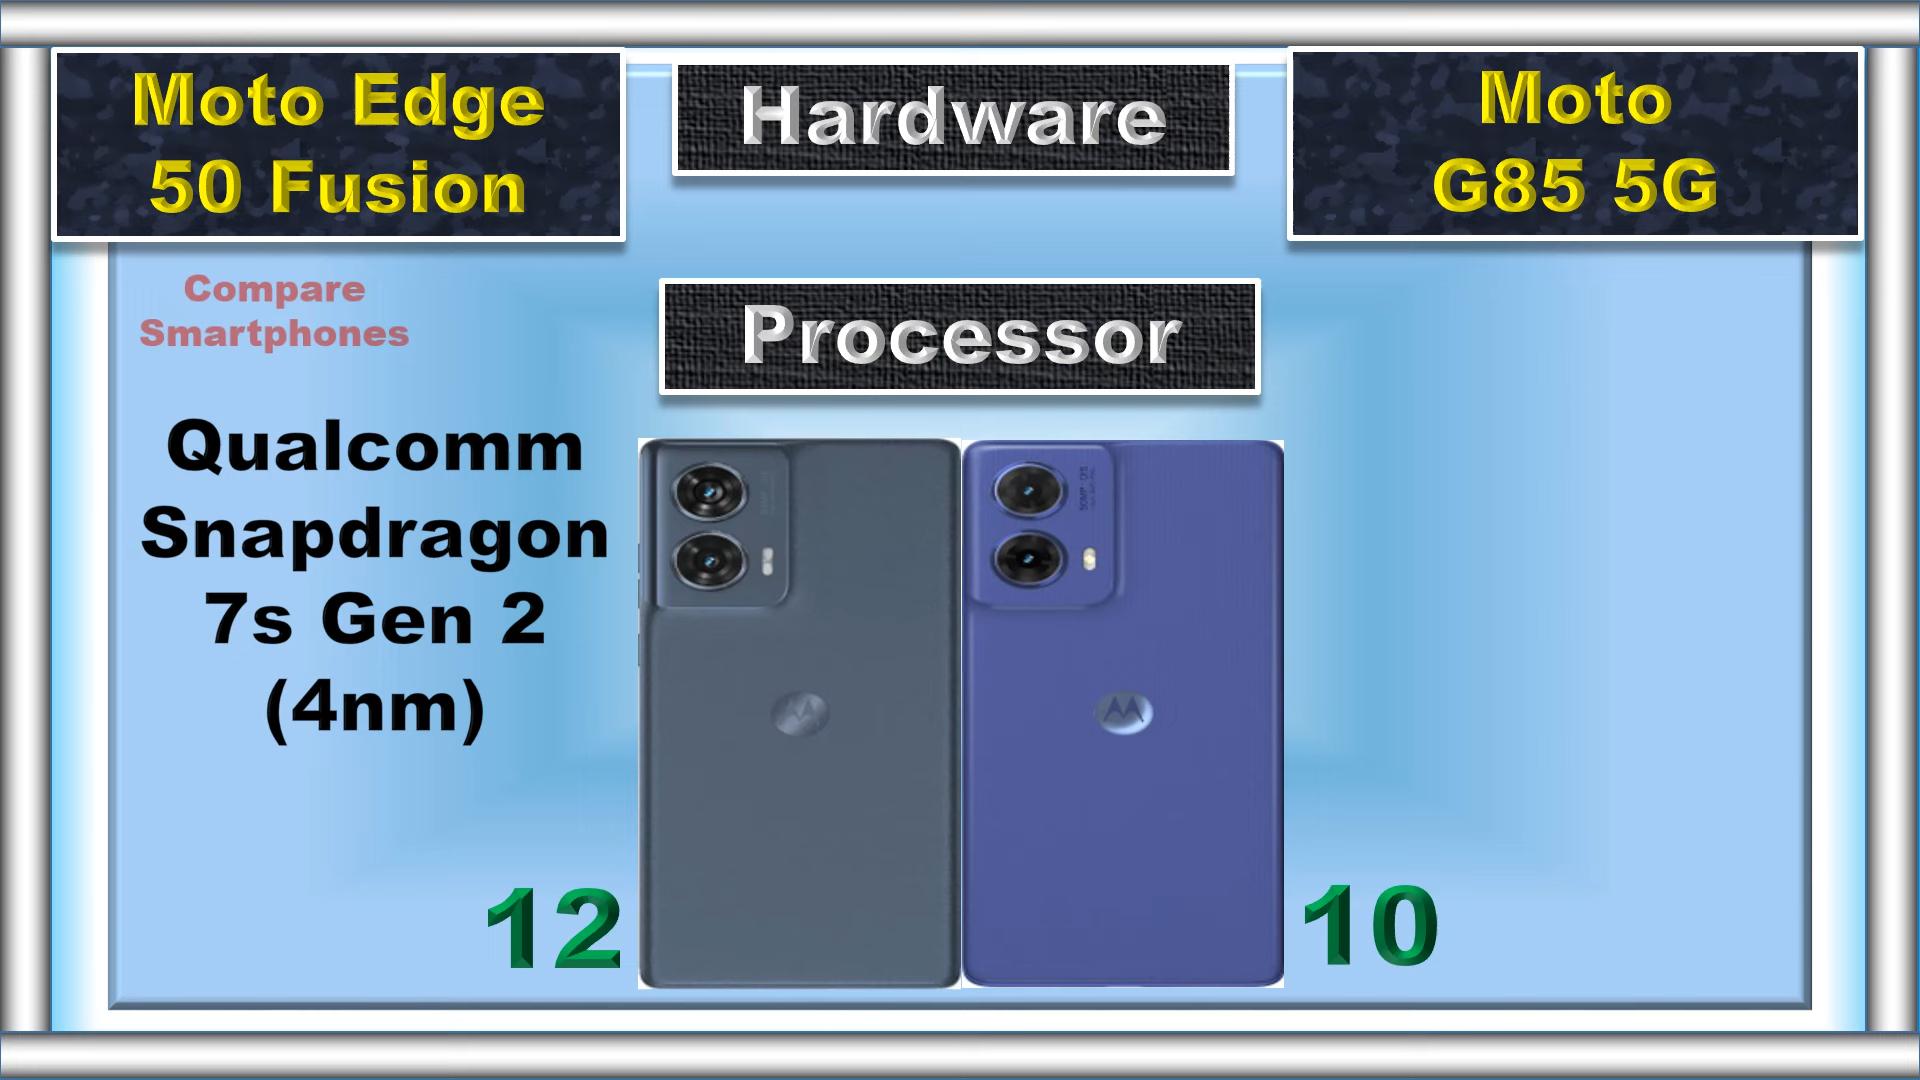 Moto Edge
50 Fusion
Hardware
Moto
G85 5G
Compare
Smartphones
Processor
Qualcomm
Snapdragon
7s Gen 2
(4nm)
12
10